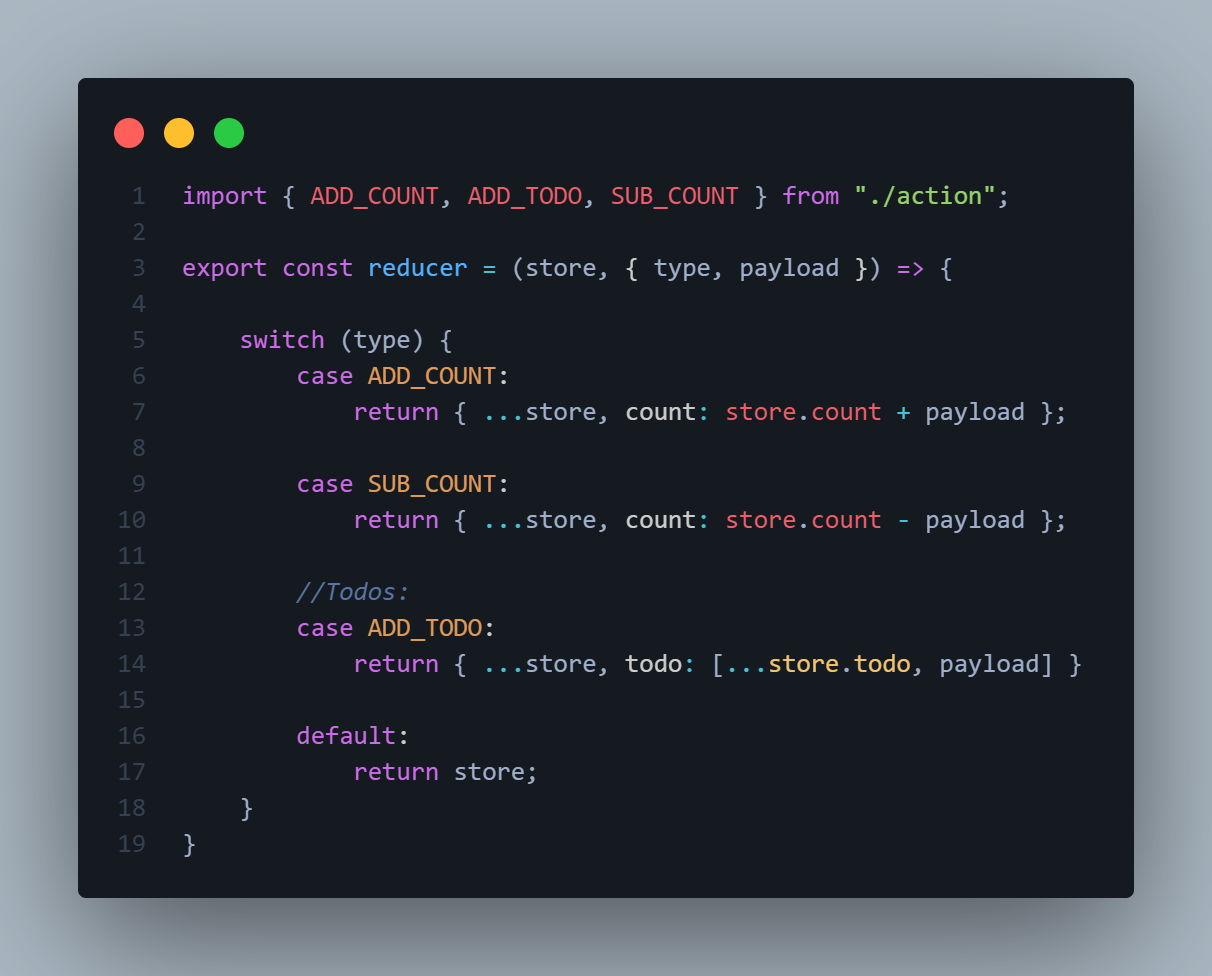 1 import { ADD_COUNT, ADD_TODO, SUB_COUNT } from "./action";
2
3 export const reducer = (store, { type, payload }) => {
4
5     switch (type) {
6         case ADD_COUNT:
7             return { ...store, count: store.count + payload };
8
9         case SUB_COUNT:
10             return { ...store, count: store.count - payload };
11
12         //Todos:
13         case ADD_TODO:
14             return { ...store, todo: [...store.todo, payload] }
15
16         default:
17             return store;
18     }
19 }